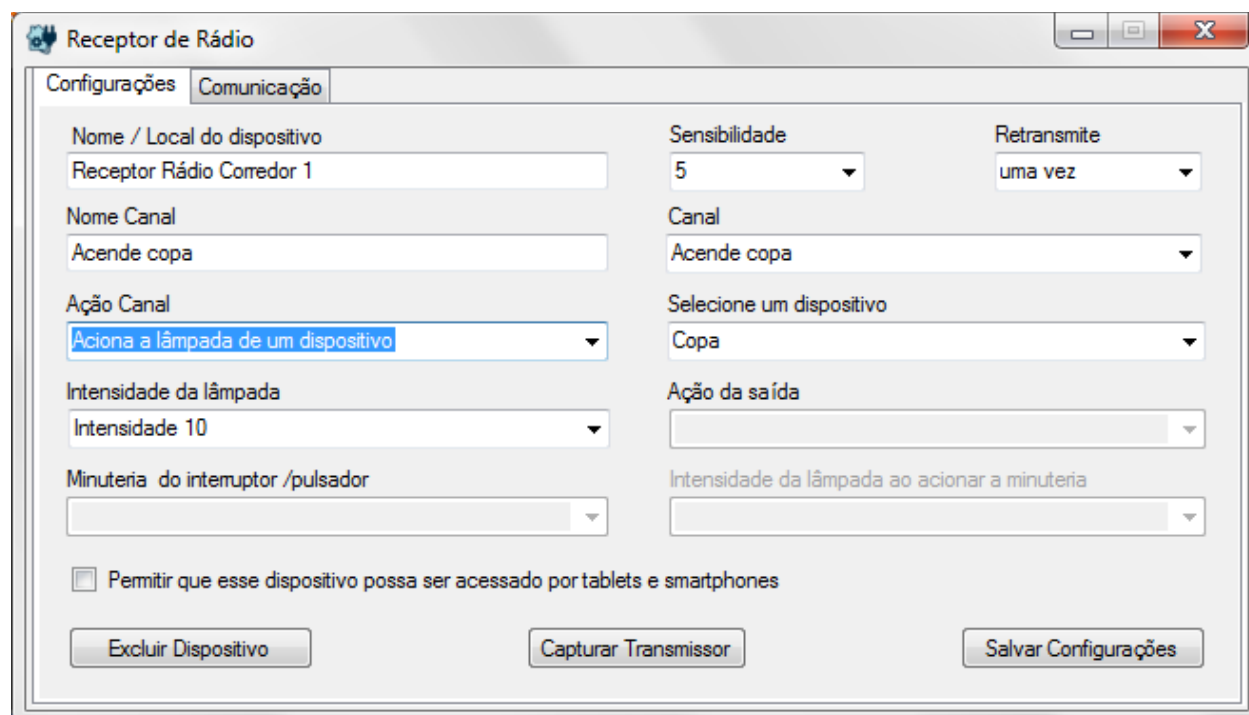 Receptor de Rádio
Configurações Comunicação
Nome / Local do dispositivo Sensibilidade Retransmite
Receptor Rádio Corredor 1 5 uma vez
Nome Canal Canal
Acende copa Acende copa
Ação Canal Selecione um dispositivo
Aciona a lâmpada de um dispositivo Copa
Intensidade da lâmpada Ação da saída
Intensidade 10
Minuteria do interruptor /pulsador Intensidade da lâmpada ao acionar a minuteria
Permitir que esse dispositivo possa ser acessado por tablets e smartphones
Excluir Dispositivo Capturar Transmissor Salvar Configurações